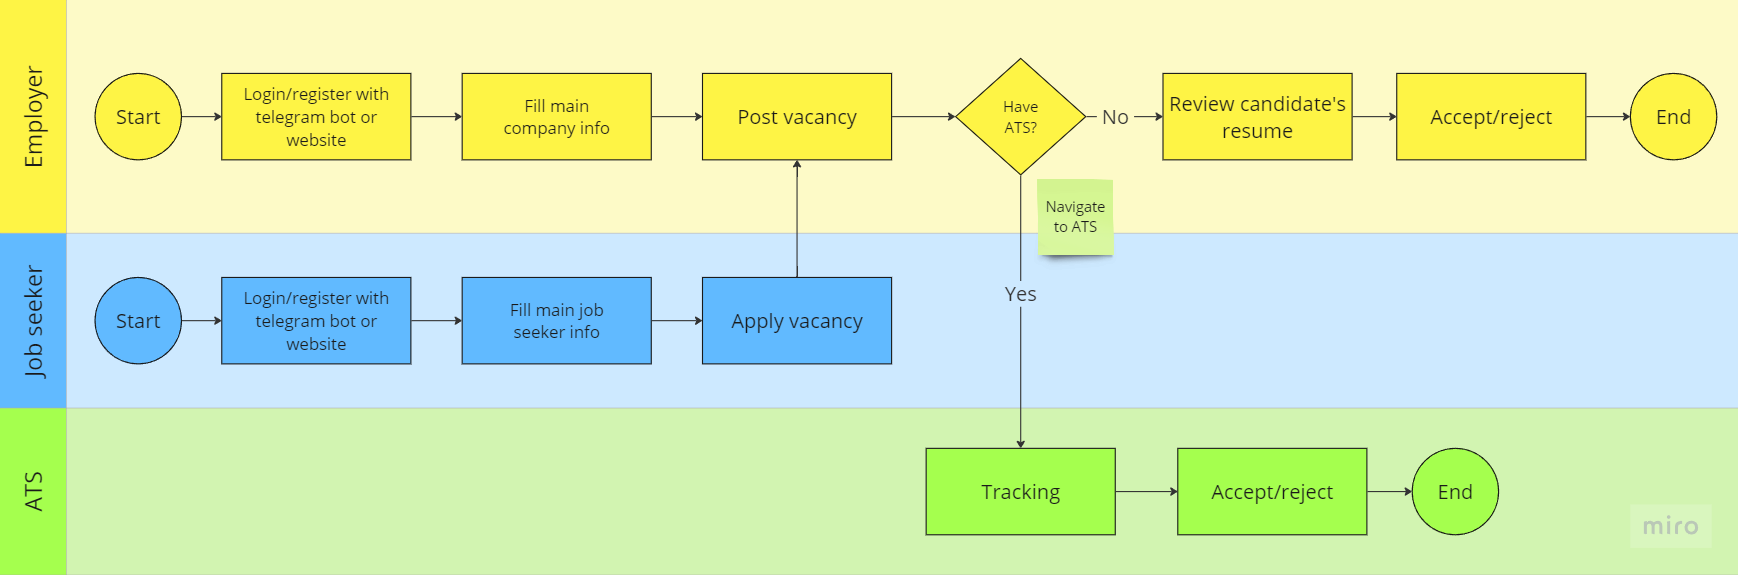 Employer
Start
Login/register with
telegram bot or
website
Fill main
company info
Post vacancy
Have
ATS?
No
Review candidate's
resume
Accept/reject
End
Navigate
to ATS
Yes
Job seeker
Start
Login/register with
telegram bot or
website
Fill main job
seeker info
Apply vacancy
ATS
Tracking
Accept/reject
End
miro